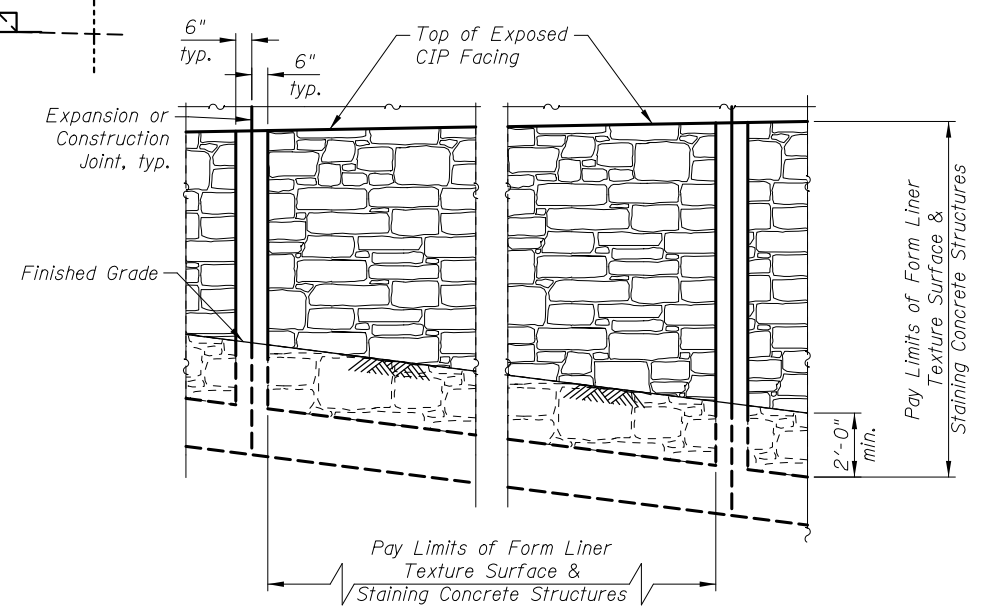 6"
typ.
6"
typ.
Top of Exposed
CIP Facing
Expansion or
Construction
Joint, typ.
Finished Grade
2'-0"
min.
Pay Limits of Form Liner
Texture Surface &
Staining Concrete Structures
Pay Limits of Form Liner
Texture Surface &
Staining Concrete Structures